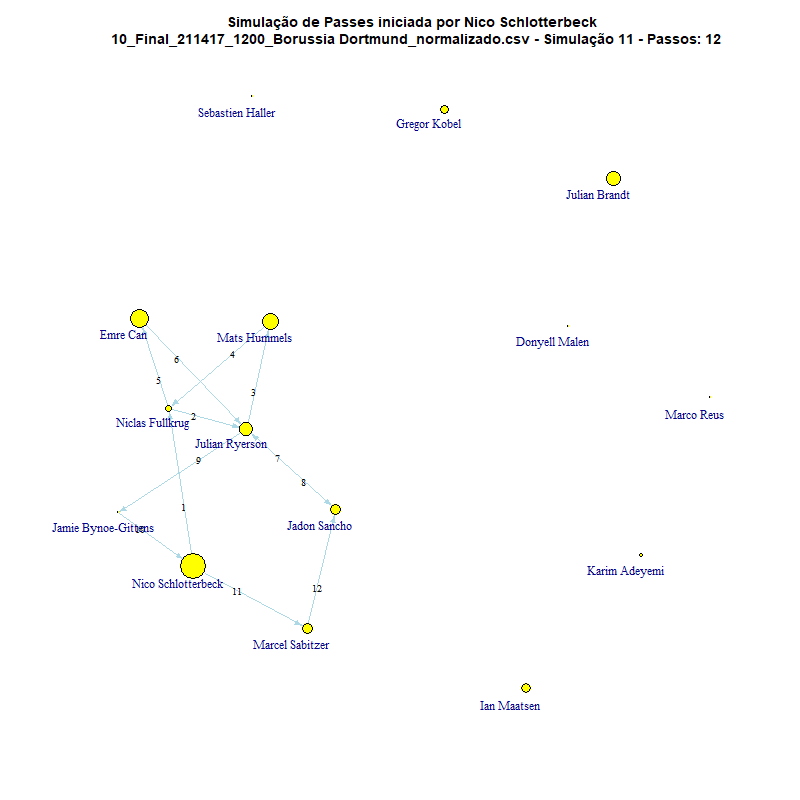 Simulação de Passes iniciada por Nico Schlotterbeck
10_Final_211417_1200_Borussia Dortmund_normalizado.csv - Simulação 11 - Passos: 12
Sebastien Haller
Gregor Kobel
Julian Brandt
Emre Can
Mats Hummels
Donyell Malen
6
4
5
3
Marco Reus
2
Niclas Fullkrug
Julian Ryerson
9
7
8
1
Jamie Bynoe-Gittens
10
Jadon Sancho
Karim Adeyemi
Nico Schlotterbeck
11
12
Marcel Sabitzer
Ian Maatsen